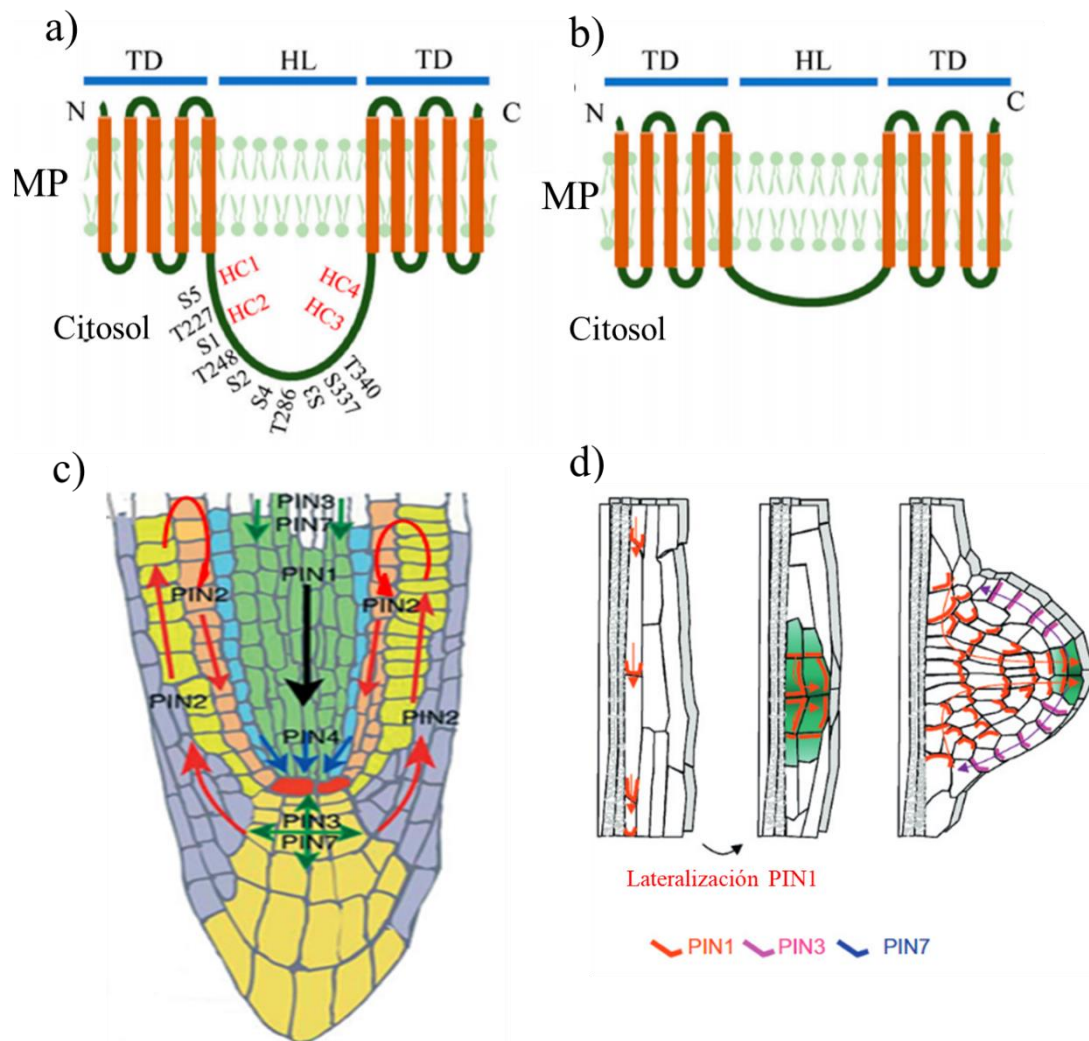 a)
TD HL TD
N
C
MP
HC1
HC2
HC4
HC3
Citosol
S5
T227
S1
T248
S2
S4
T286
S3
S337
T340
b)
TD HL TD
N
C
MP
Citosol
c)
PIN3
PIN7
PIN1
PIN2
PIN2
PIN2
PIN2
PIN4
PIN3
PIN7
d)
Lateralización PIN1
PIN1 PIN3 PIN7